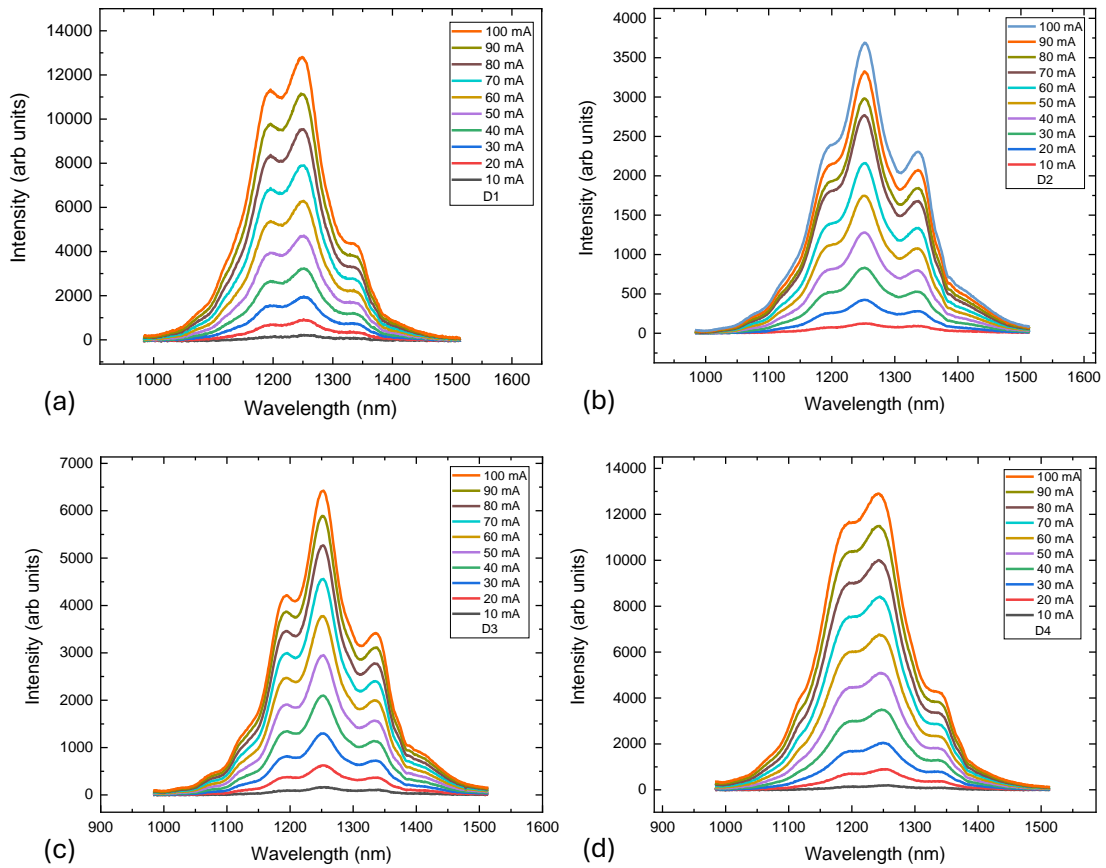 14000
12000
10000
8000
6000
4000
2000
0
Intensity (arb units)
1000 1100 1200 1300 1400 1500 1600
Wavelength (nm)
100 mA
90 mA
80 mA
70 mA
60 mA
50 mA
40 mA
30 mA
20 mA
10 mA
D1
(a)
4000
3500
3000
2500
2000
1500
1000
500
0
Intensity (arb units)
1000 1100 1200 1300 1400 1500 1600
Wavelength (nm)
100 mA
90 mA
80 mA
70 mA
60 mA
50 mA
40 mA
30 mA
20 mA
10 mA
D2
(b)
7000
6000
5000
4000
3000
2000
1000
0
Intensity (arb units)
900 1000 1100 1200 1300 1400 1500 1600
Wavelength (nm)
100 mA
90 mA
80 mA
70 mA
60 mA
50 mA
40 mA
30 mA
20 mA
10 mA
D3
(c)
14000
12000
10000
8000
6000
4000
2000
0
Intensity (arb units)
900 1000 1100 1200 1300 1400 1500
Wavelength (nm)
100 mA
90 mA
80 mA
70 mA
60 mA
50 mA
40 mA
30 mA
20 mA
10 mA
D4
(d)